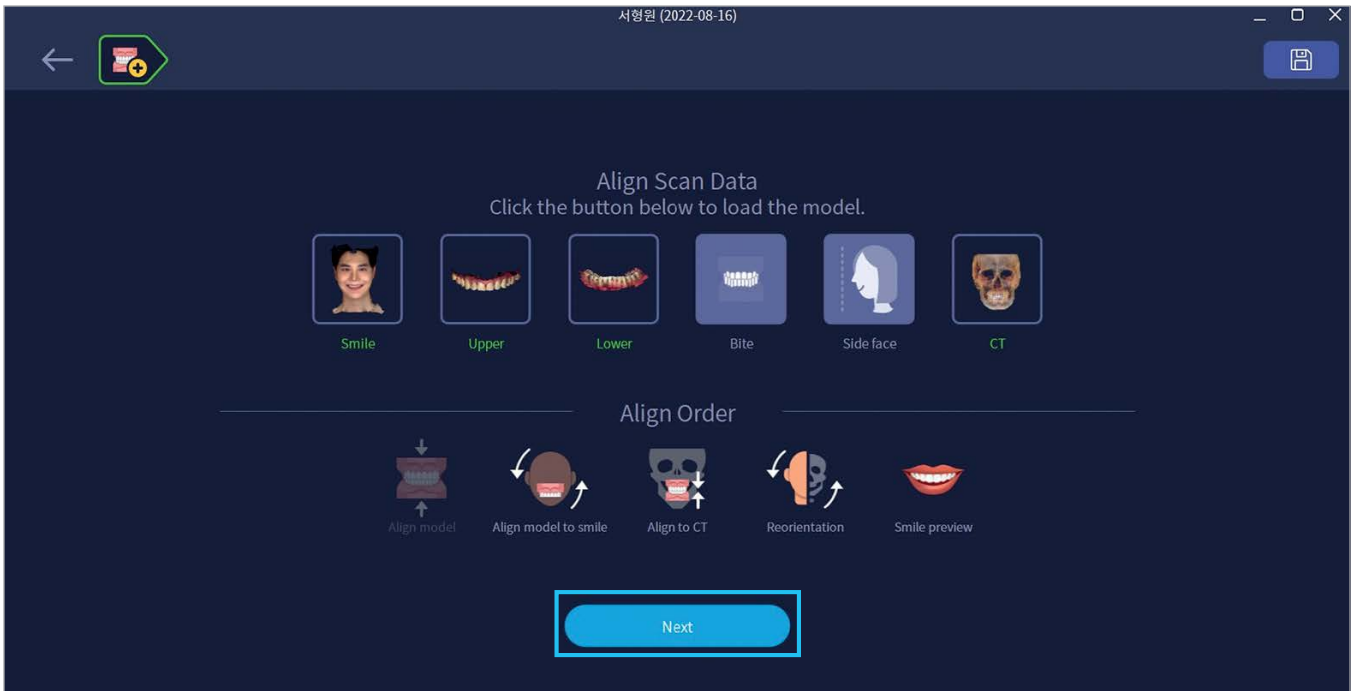 서형원 (2022-08-16)
Align Scan Data
Click the button below to load the model.
Smile
Upper
Lower
Bite
Side face
CT
Align Order
Align model
Align model to smile
Align to CT
Reorientation
Smile preview
Next